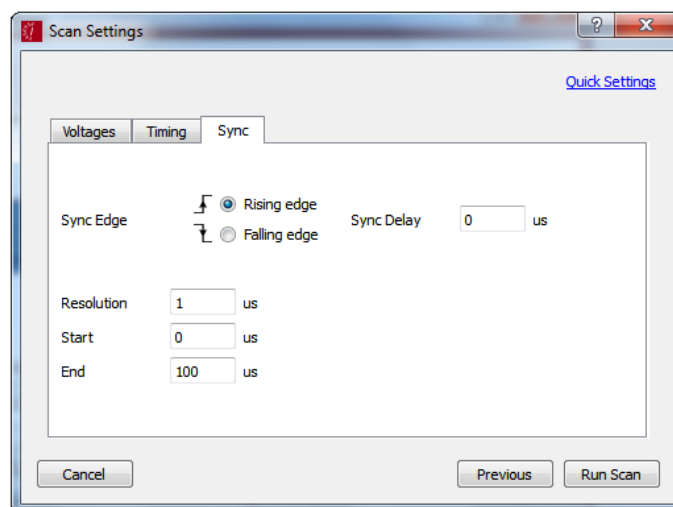 Scan Settings
?
Quick Settings
Voltages Timing Sync
Sync Edge
Rising edge
Falling edge
Sync Delay 0 us
Resolution 1 us
Start 0 us
End 100 us
Cancel Previous Run Scan